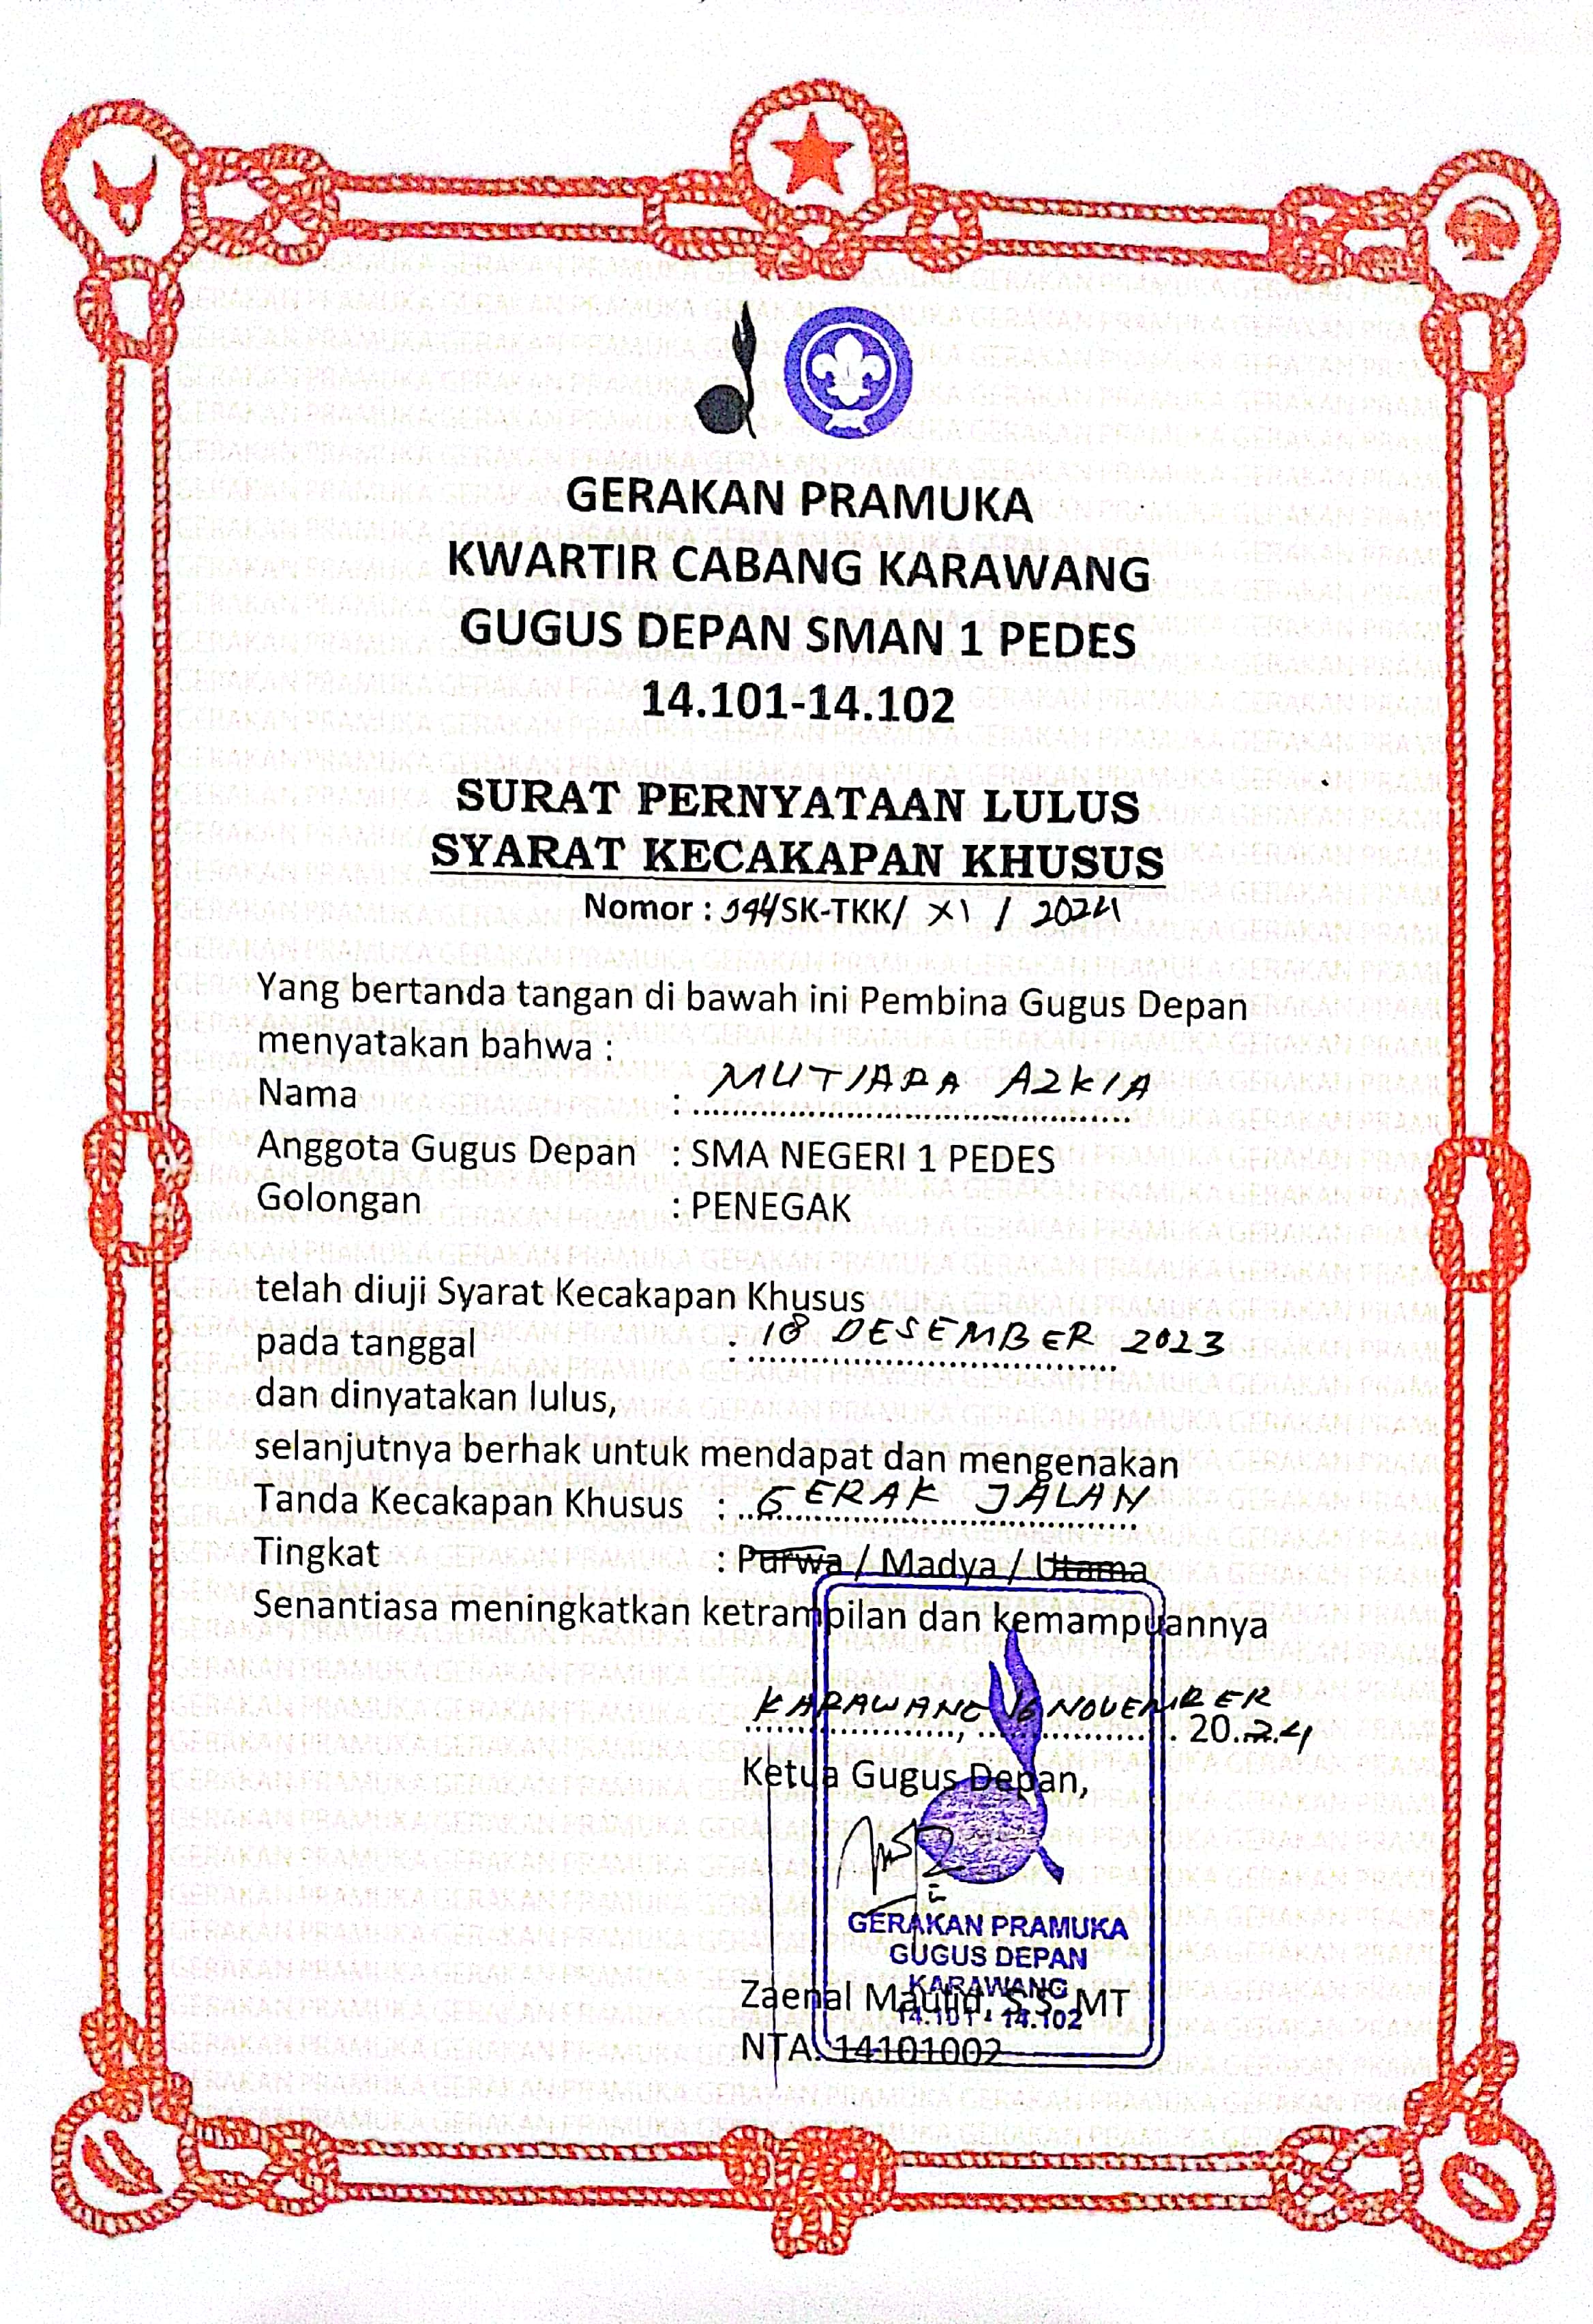 GERAKAN PRAMUKA
KWARTIR CABANG KARAWANG
GUGUS DEPAN SMAN 1 PEDES
14.101-14.102
SURAT PERNYATAAN LULUS
SYARAT KECAKAPAN KHUSUS
Nomor : 044/SK-TKK/ XI / 2024
Yang bertanda tangan di bawah ini Pembina Gugus Depan
menyatakan bahwa :
Nama : MUTIARA AZKIA
Anggota Gugus Depan : SMA NEGERI 1 PEDES
Golongan : PENEGAK
telah diuji Syarat Kecakapan Khusus
pada tanggal : 18 DESEMBER 2023
dan dinyatakan lulus,
selanjutnya berhak untuk mendapat dan mengenakan
Tanda Kecakapan Khusus : GERAK JALAN
Tingkat : Purwa / Madya / Utama
Senantiasa meningkatkan ketrampilan dan kemampuannya
KARAWANG, 16 NOVEMBER 2024
Ketua Gugus Depan,
GERAKAN PRAMUKA
GUGUS DEPAN
KARAWANG
14.101 - 14.102
Zaenal Maulid, S.S. MT
NTA. 14101002